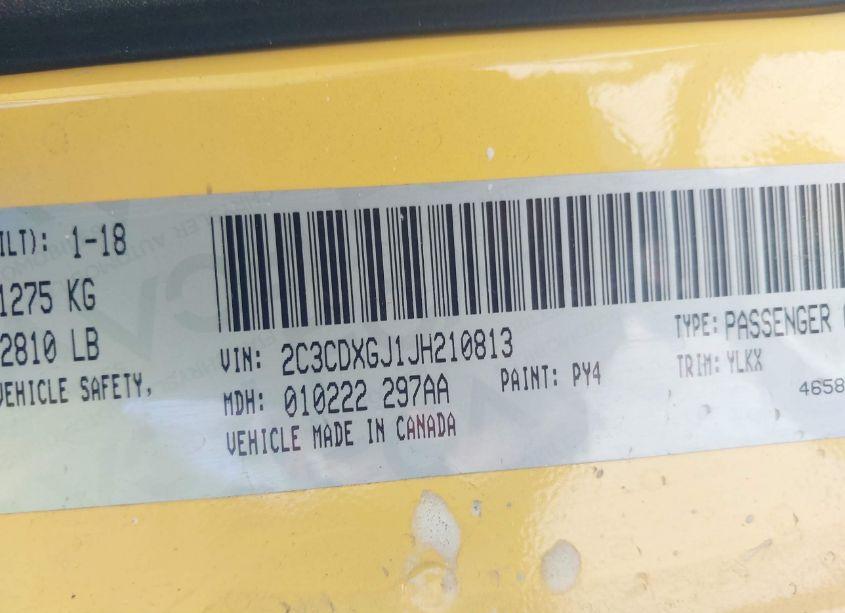 ILT): 1-18
1275 KG
2810 LB
VEHICLE SAFETY,
VIN: 2C3CDXGJ1JH210813
MDH: 010222 297AA
PAINT: PY4
VEHICLE MADE IN CANADA
TYPE: PASSENGER
TRIM: YLKX
4658